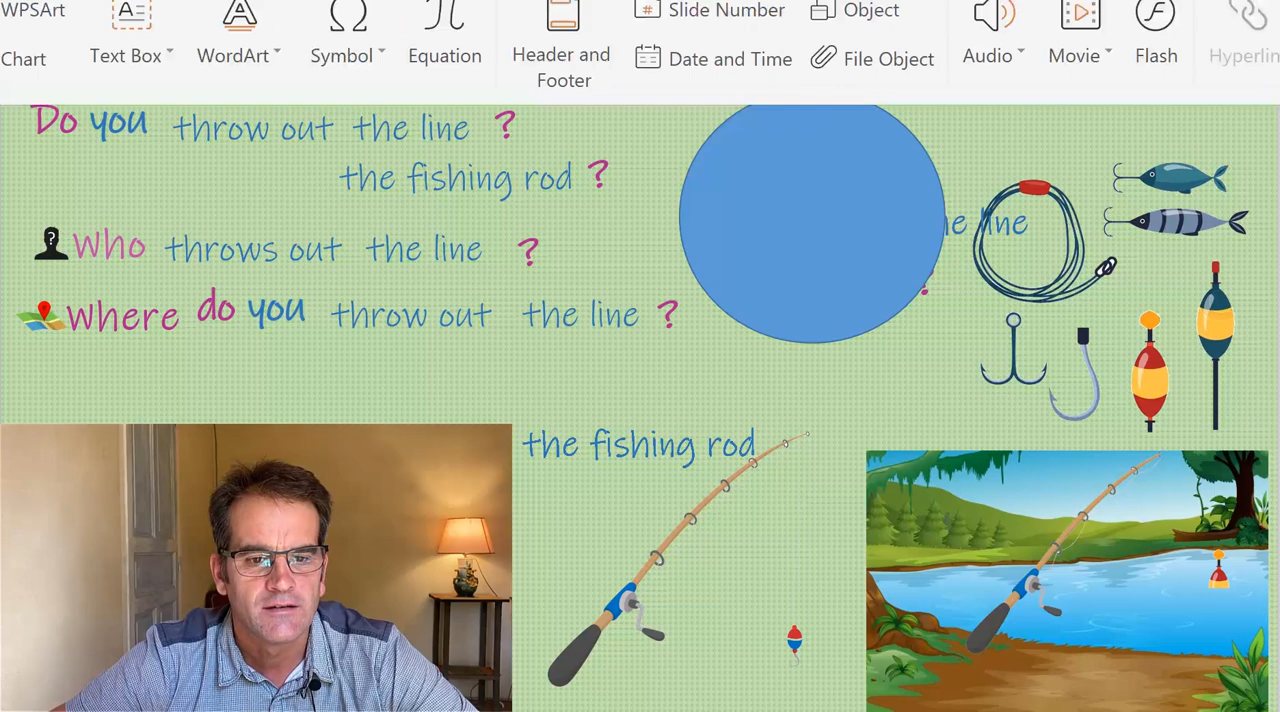 WPSArt
Chart
Text Box
WordArt
Symbol
Equation
Header and
Footer
Slide Number
Date and Time
Object
File Object
Audio
Movie
Flash
Do you throw out the line ?
the fishing rod ?
Who throws out the line ?
line
Where do you throw out the line ?
the fishing rod